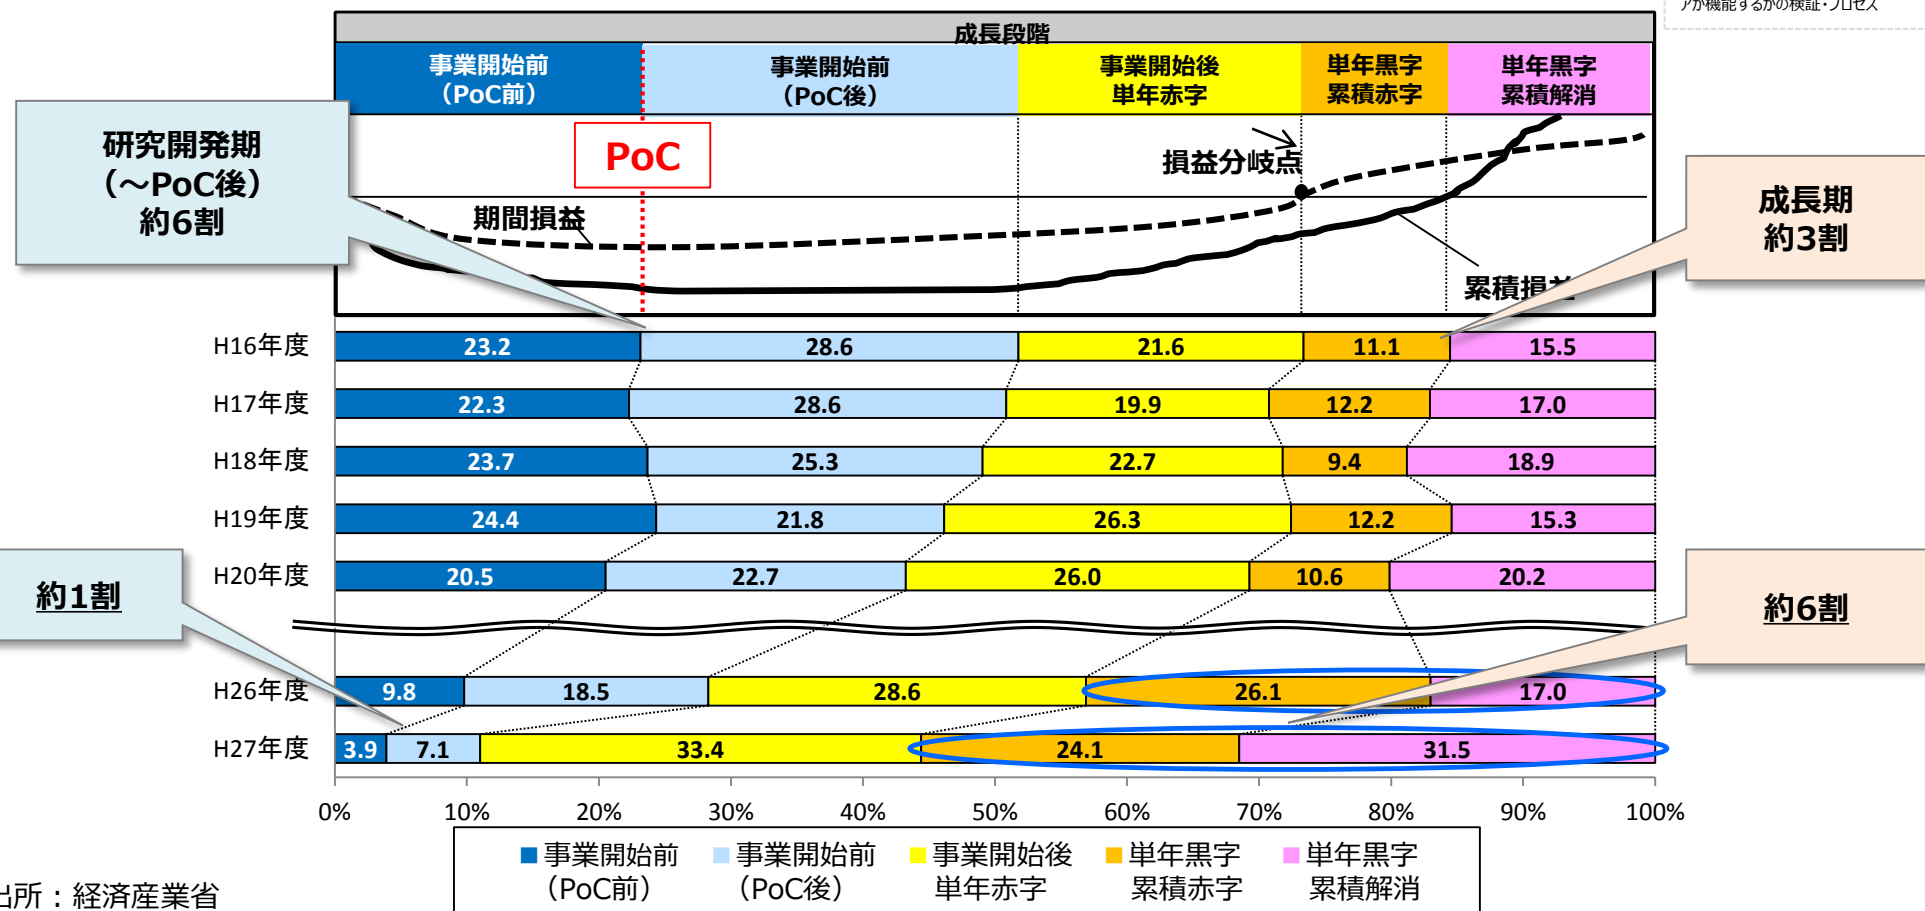 アが機能するかの検証・プロセス
成長段階
事業開始前
（PoC前）
事業開始前
（PoC後）
事業開始後
単年赤字
単年黒字
累積赤字
単年黒字
累積解消
研究開発期
（～PoC後）
約6割
PoC
損益分岐点
期間損益
累積損益
成長期
約3割
H16年度 23.2 28.6 21.6 11.1 15.5
H17年度 22.3 28.6 19.9 12.2 17.0
H18年度 23.7 25.3 22.7 9.4 18.9
H19年度 24.4 21.8 26.3 12.2 15.3
H20年度 20.5 22.7 26.0 10.6 20.2
約1割
約6割
H26年度 9.8 18.5 28.6 26.1 17.0
H27年度 3.9 7.1 33.4 24.1 31.5
0% 10% 20% 30% 40% 50% 60% 70% 80% 90% 100%
事業開始前
（PoC前）
事業開始前
（PoC後）
事業開始後
単年赤字
単年黒字
累積赤字
単年黒字
累積解消
出所：経済産業省